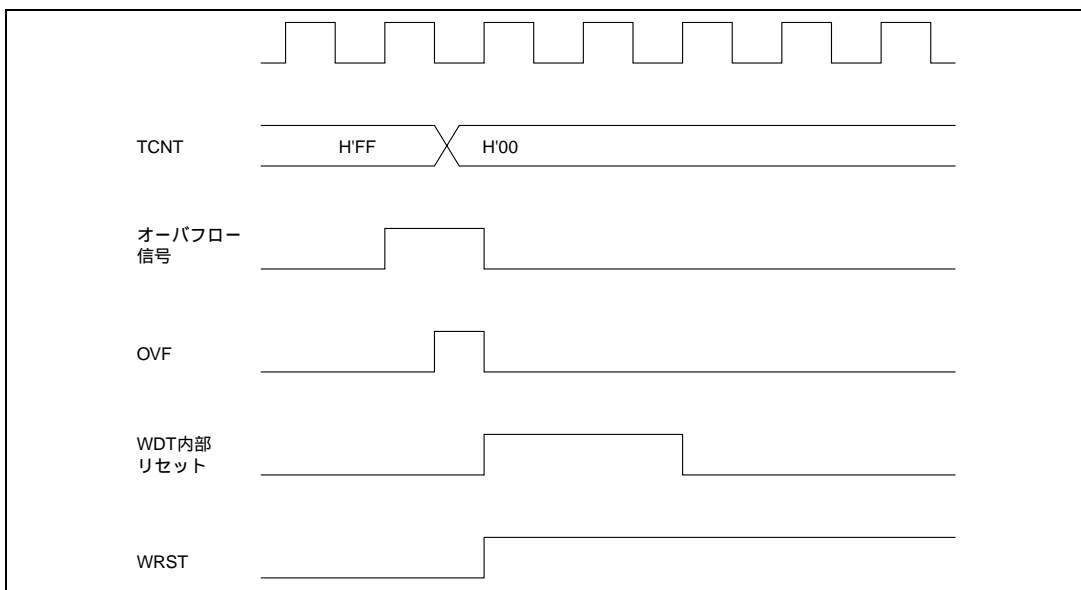 TCNT
H'FF
H'00
オーバフロー
信号
OVF
WDT内部
リセット
WRST